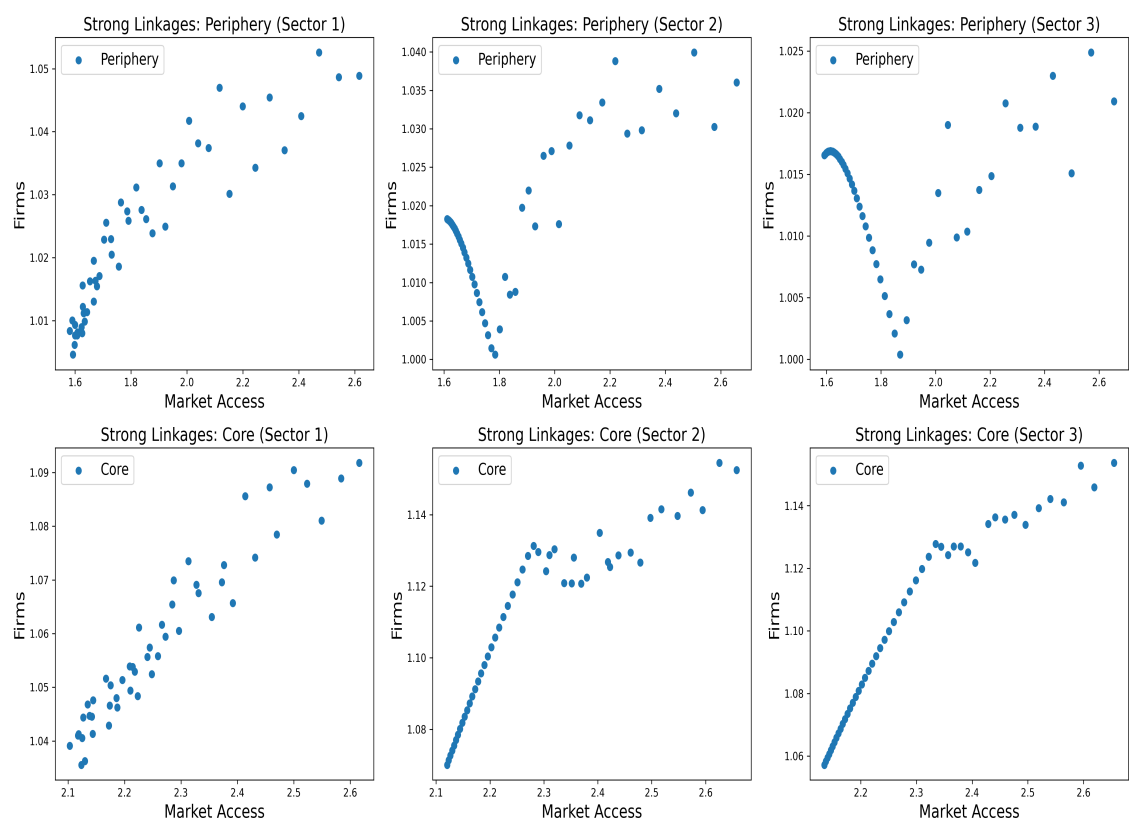 Strong Linkages: Periphery (Sector 1)
Periphery
Firms
1.05
1.04
1.03
1.02
1.01
1.6
1.8
2.0
2.2
2.4
2.6
Market Access
Strong Linkages: Periphery (Sector 2)
Periphery
Firms
1.040
1.035
1.030
1.025
1.020
1.015
1.010
1.005
1.000
1.6
1.8
2.0
2.2
2.4
2.6
Market Access
Strong Linkages: Periphery (Sector 3)
Periphery
Firms
1.025
1.020
1.015
1.010
1.005
1.000
1.6
1.8
2.0
2.2
2.4
2.6
Market Access
Strong Linkages: Core (Sector 1)
Core
Firms
1.09
1.08
1.07
1.06
1.05
1.04
2.1
2.2
2.3
2.4
2.5
2.6
Market Access
Strong Linkages: Core (Sector 2)
Core
Firms
1.14
1.12
1.10
1.08
2.1
2.2
2.3
2.4
2.5
2.6
Market Access
Strong Linkages: Core (Sector 3)
Core
Firms
1.14
1.12
1.10
1.08
1.06
2.2
2.3
2.4
2.5
2.6
Market Access